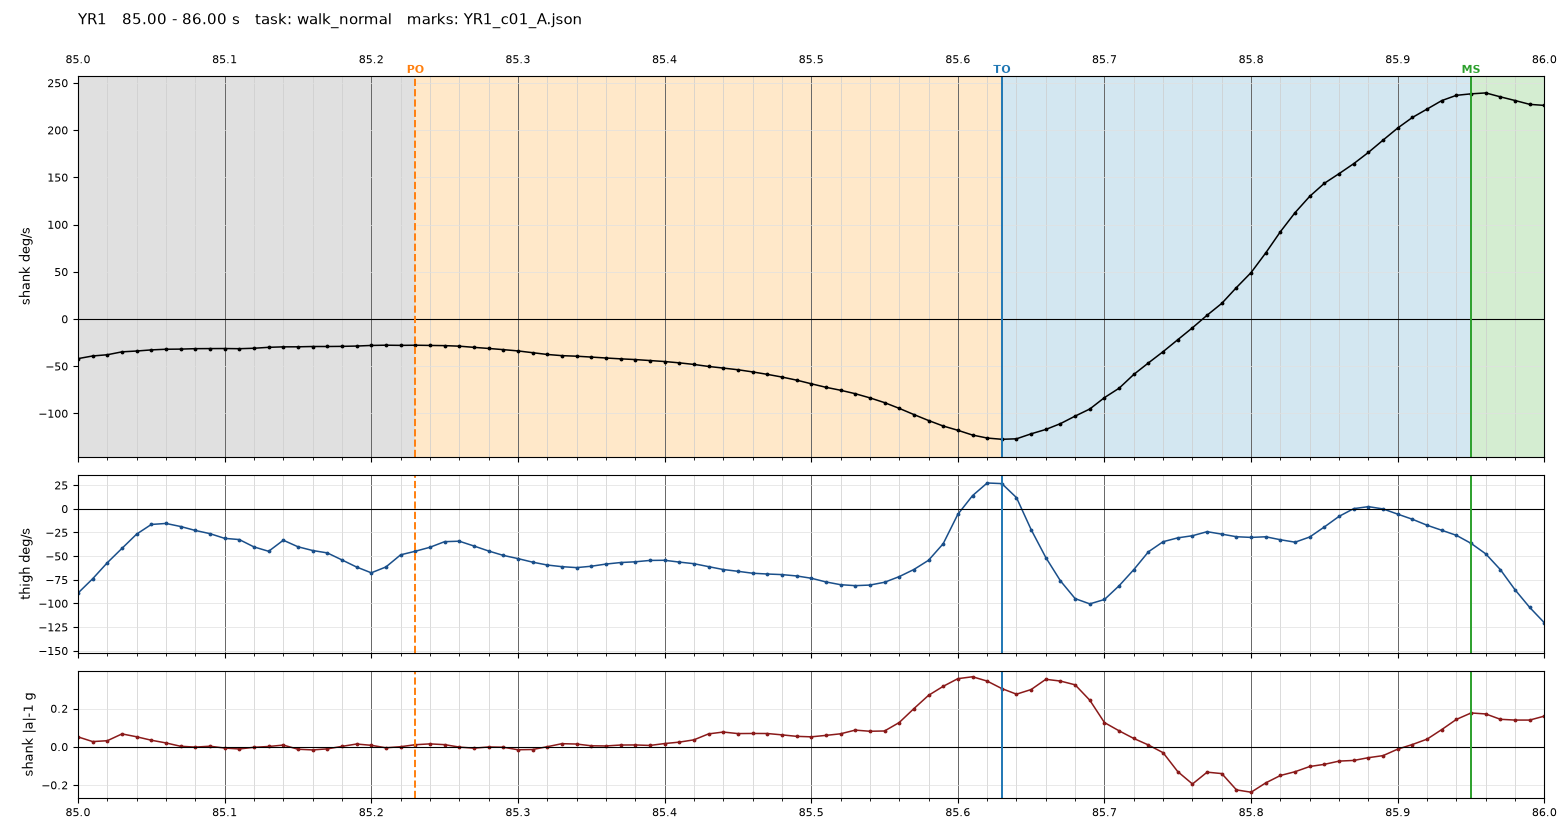 YR1   85.00 - 86.00 s   task: walk_normal   marks: YR1_c01_A.json
85.0 85.1 85.2 85.3 85.4 85.5 85.6 85.7 85.8 85.9 86.0
PO TO MS
250
200
150
100
50
0
−50
−100
shank deg/s
25
0
−25
−50
−75
−100
−125
−150
thigh deg/s
0.2
0.0
−0.2
shank |a|-1 g
85.0 85.1 85.2 85.3 85.4 85.5 85.6 85.7 85.8 85.9 86.0